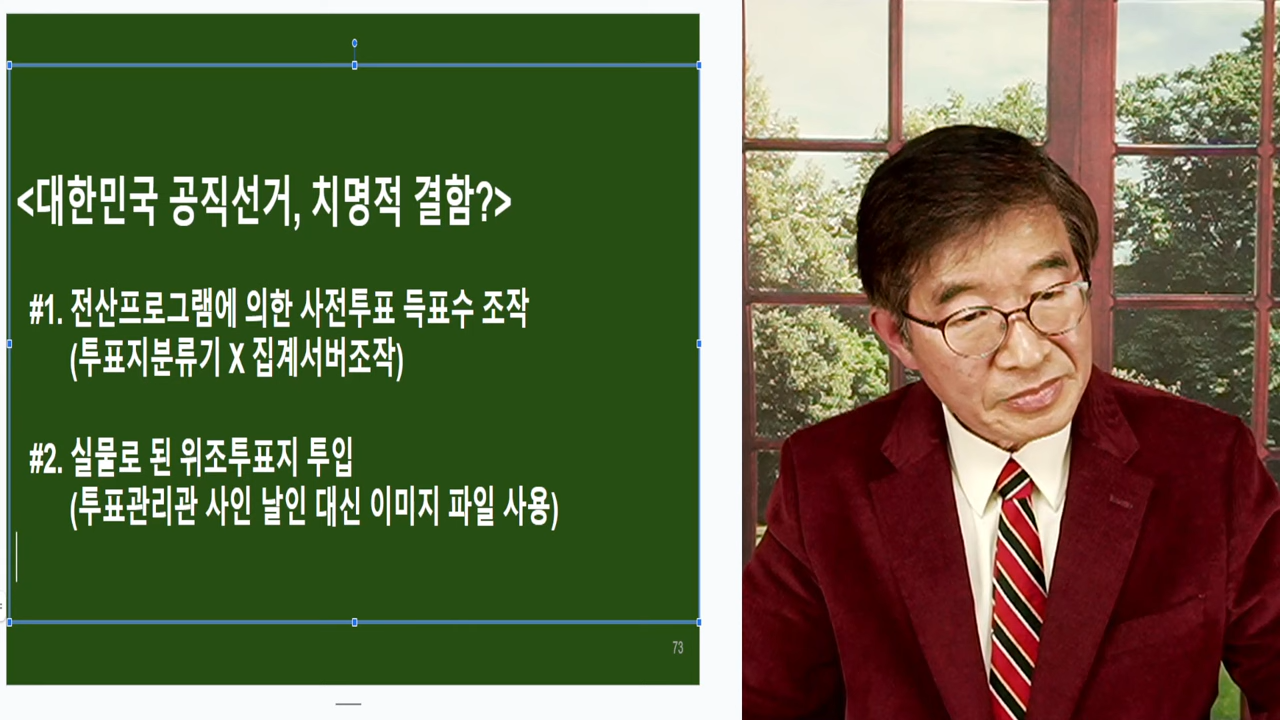 <대한민국 공직선거, 치명적 결함?>
#1. 전산프로그램에 의한 사전투표 득표수 조작
(투표지분류기 X 집계서버조작)
#2. 실물로 된 위조투표지 투입
(투표관리관 사인 날인 대신 이미지 파일 사용)
73